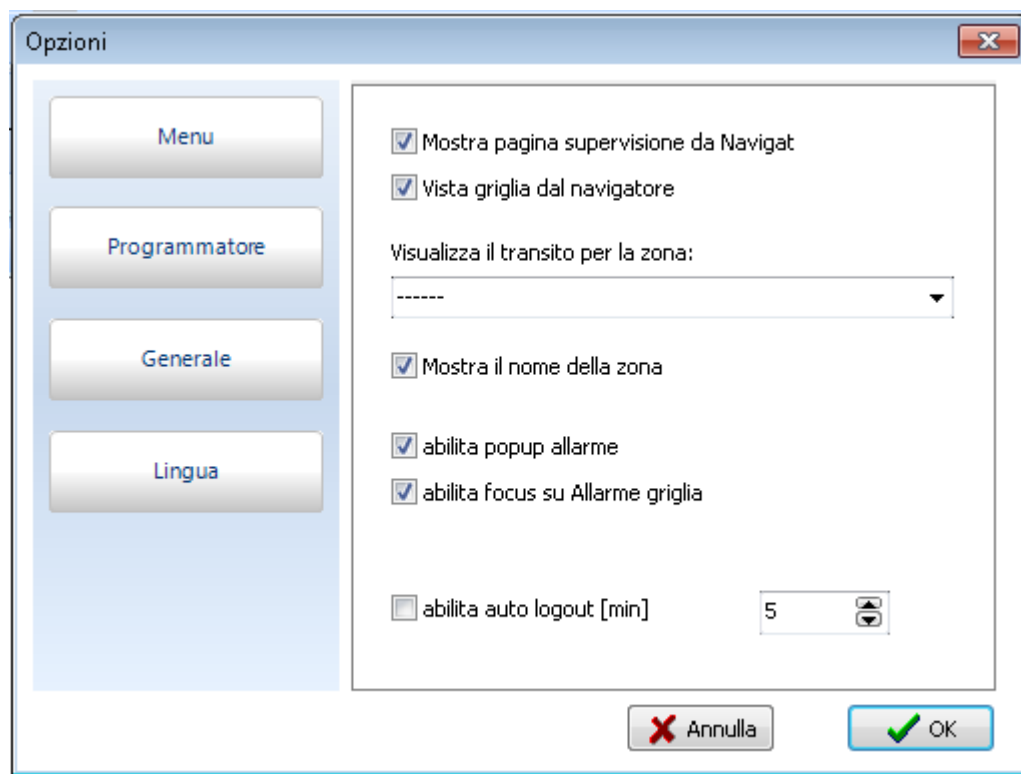 Opzioni
Menu
Programmatore
Generale
Lingua
Mostra pagina supervisione da Navigat
Vista griglia dal navigatore
Visualizza il transito per la zona:
------
Mostra il nome della zona
abilita popup allarme
abilita focus su Allarme griglia
abilita auto logout [min] 5
Annulla OK